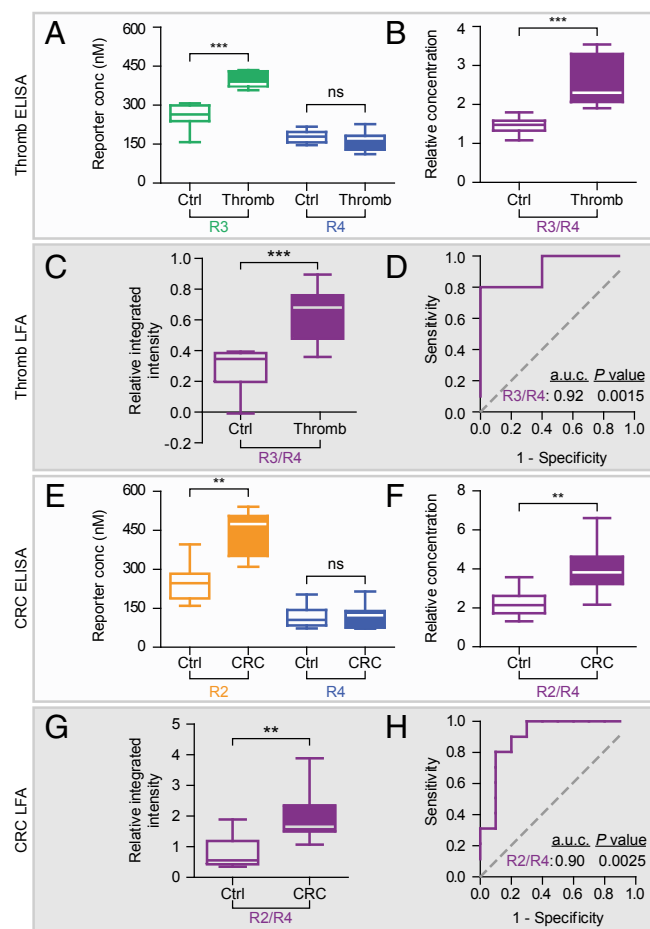 A
Thromb ELISA
Reporter conc (nM)
600
450
300
150
0
***
ns
Ctrl Thromb Ctrl Thromb
R3 R4
B
Relative concentration
4
3
2
1
0
***
Ctrl Thromb
R3/R4
C
Thromb LFA
Relative integrated
intensity
1.0
0.8
0.6
0.4
0.2
0.0
-0.2
***
Ctrl Thromb
R3/R4
D
Sensitivity
1.0
0.8
0.6
0.4
0.2
0.0
a.u.c. P value
R3/R4: 0.92 0.0015
0.0 0.2 0.4 0.6 0.8 1.0
1 - Specificity
E
CRC ELISA
Reporter conc (nM)
600
450
300
150
0
**
ns
Ctrl CRC Ctrl CRC
R2 R4
F
Relative concentration
8
6
4
2
0
**
Ctrl CRC
R2/R4
G
CRC LFA
Relative integrated
intensity
5
4
3
2
1
0
**
Ctrl CRC
R2/R4
H
Sensitivity
1.0
0.8
0.6
0.4
0.2
0.0
a.u.c. P value
R2/R4: 0.90 0.0025
0.0 0.2 0.4 0.6 0.8 1.0
1 - Specificity